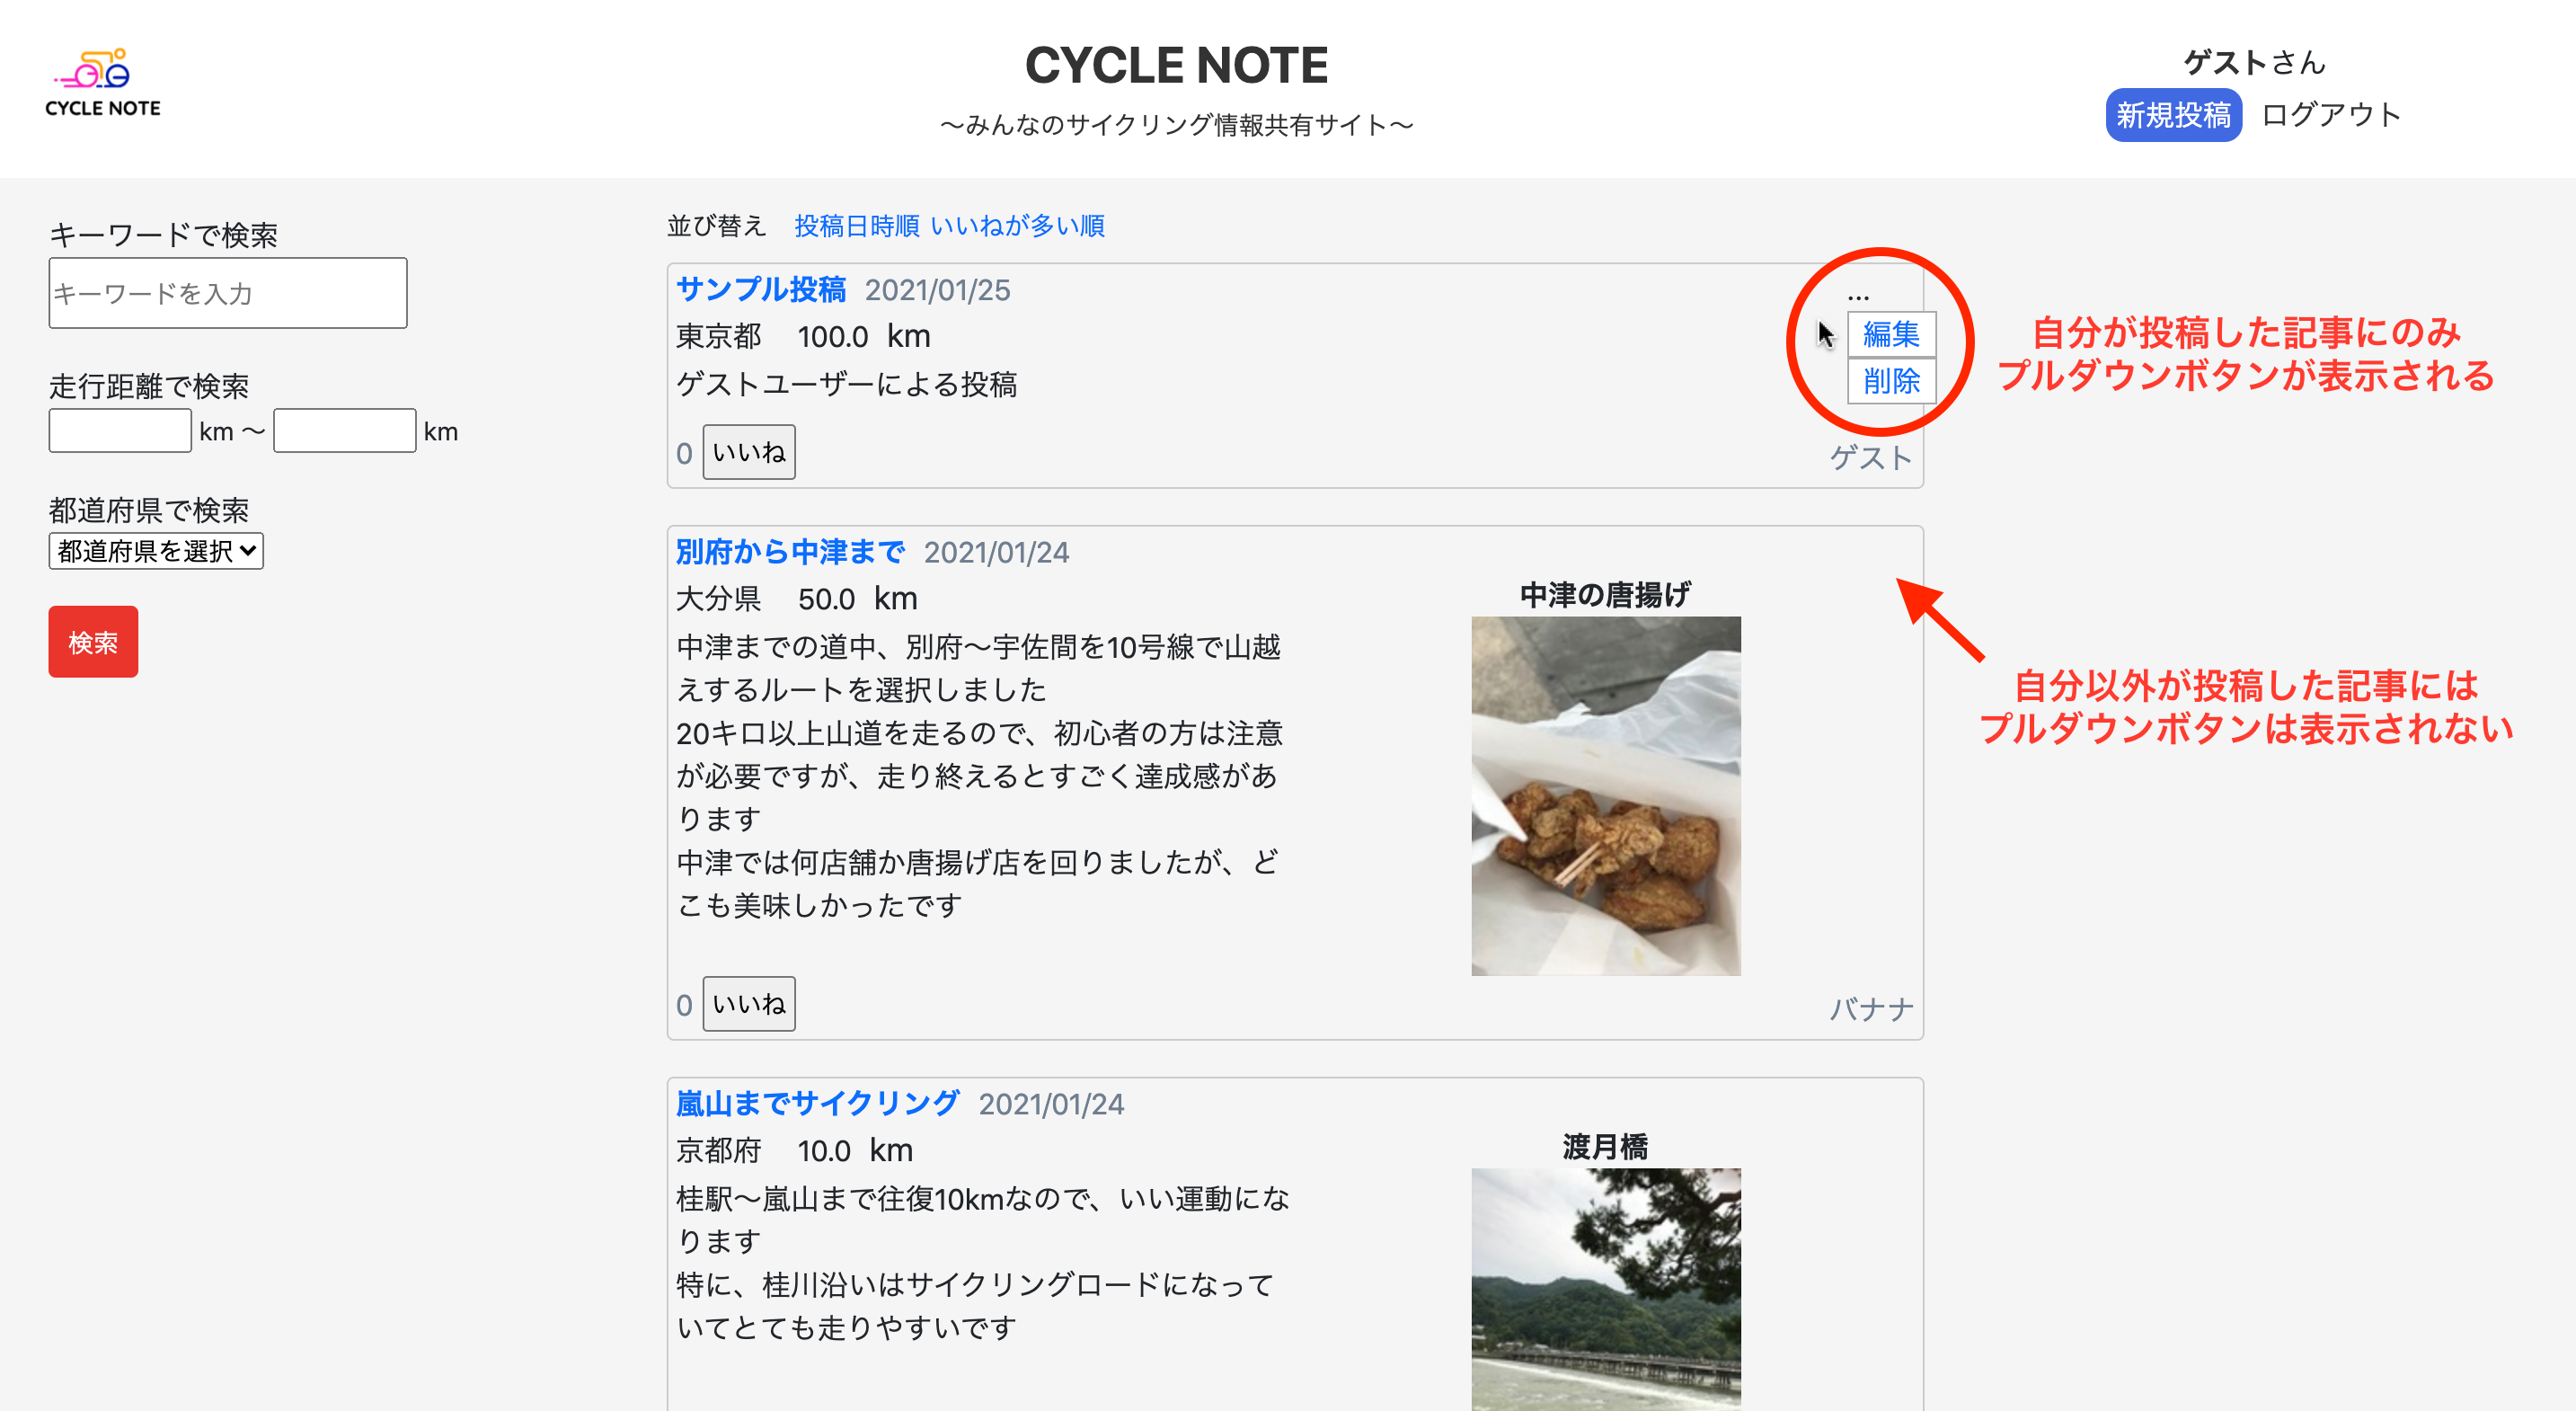 CYCLE NOTE
CYCLE NOTE
〜みんなのサイクリング情報共有サイト〜
ゲストさん
新規投稿 ログアウト
キーワードで検索
キーワードを入力
走行距離で検索
km 〜 km
都道府県で検索
都道府県を選択
検索
並び替え 投稿日時順 いいねが多い順
サンプル投稿 2021/01/25
...
東京都 100.0 km
編集
削除
ゲストユーザーによる投稿
0 いいね
ゲスト
自分が投稿した記事にのみ
プルダウンボタンが表示される
別府から中津まで 2021/01/24
大分県 50.0 km
中津までの道中、別府〜宇佐間を10号線で山越
えするルートを選択しました
20キロ以上山道を走るので、初心者の方は注意
が必要ですが、走り終えるとすごく達成感があ
ります
中津では何店舗か唐揚げ店を回りましたが、ど
こも美味しかったです
中津の唐揚げ
0 いいね
バナナ
自分以外が投稿した記事には
プルダウンボタンは表示されない
嵐山までサイクリング 2021/01/24
京都府 10.0 km
桂駅〜嵐山まで往復10kmなので、いい運動にな
ります
特に、桂川沿いはサイクリングロードになって
いてとても走りやすいです
渡月橋